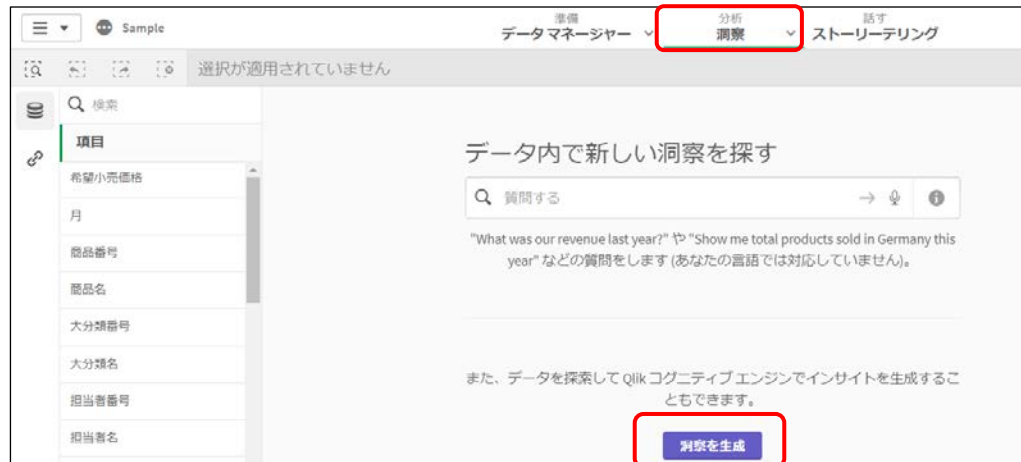 Sample
準備
データ マネージャー
分析
洞察
話す
ストーリーテリング
選択が適用されていません
検索
項目
希望小売価格
月
商品番号
商品名
大分類番号
大分類名
担当者番号
担当者名
データ内で新しい洞察を探す
質問する
"What was our revenue last year?" や "Show me total products sold in Germany this
year" などの質問をします (あなたの言語では対応していません)。
また、データを探索して Qlik コグニティブ エンジンでインサイトを生成するこ
ともできます。
洞察を生成